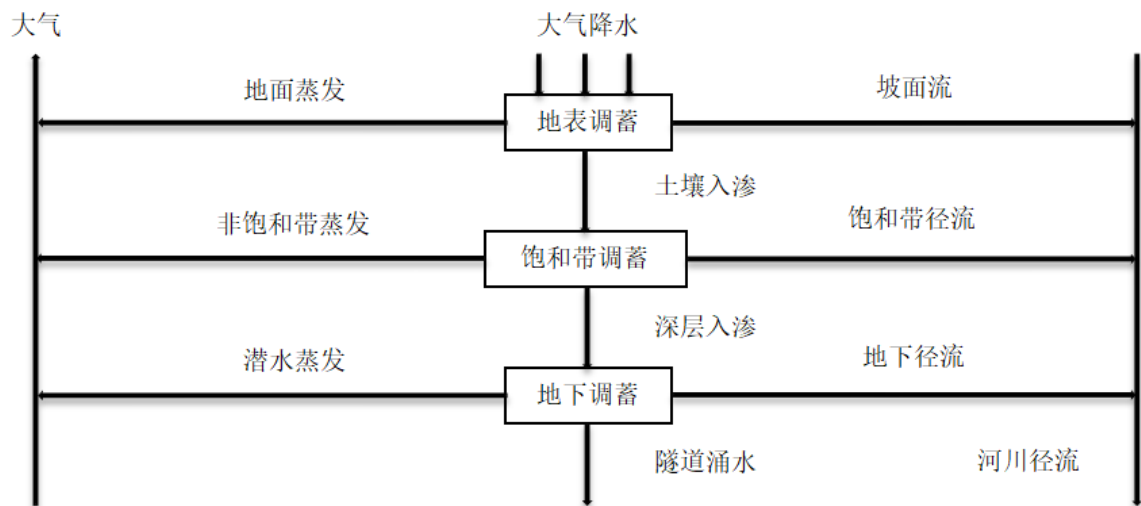 大气
大气降水
地面蒸发
坡面流
地表调蓄
土壤入渗
非饱和带蒸发
饱和带径流
饱和带调蓄
深层入渗
潜水蒸发
地下径流
地下调蓄
隧道涌水
河川径流